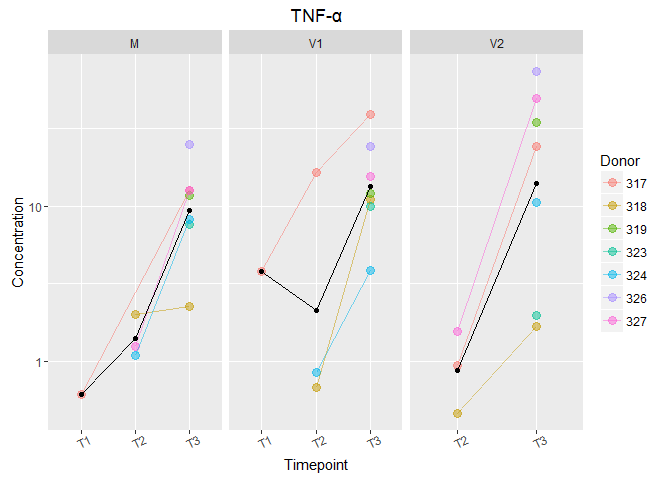 TNF-α
M V1 V2
Concentration
10
1
T1 T2 T3 T1 T2 T3 T2 T3
Timepoint
Donor
317
318
319
323
324
326
327